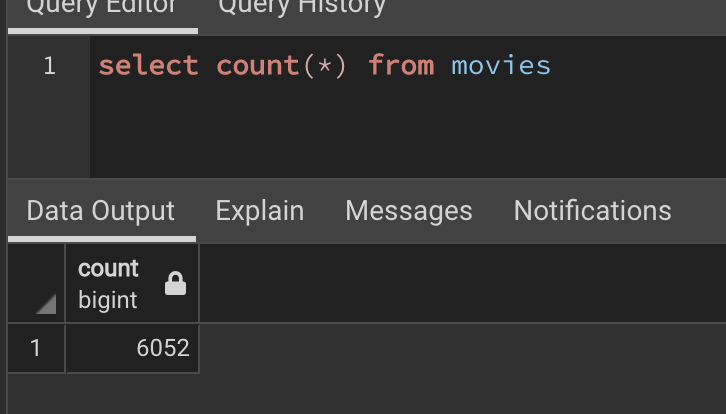 Query Editor Query History
1 select count(*) from movies
Data Output Explain Messages Notifications
count
bigint
1 6052